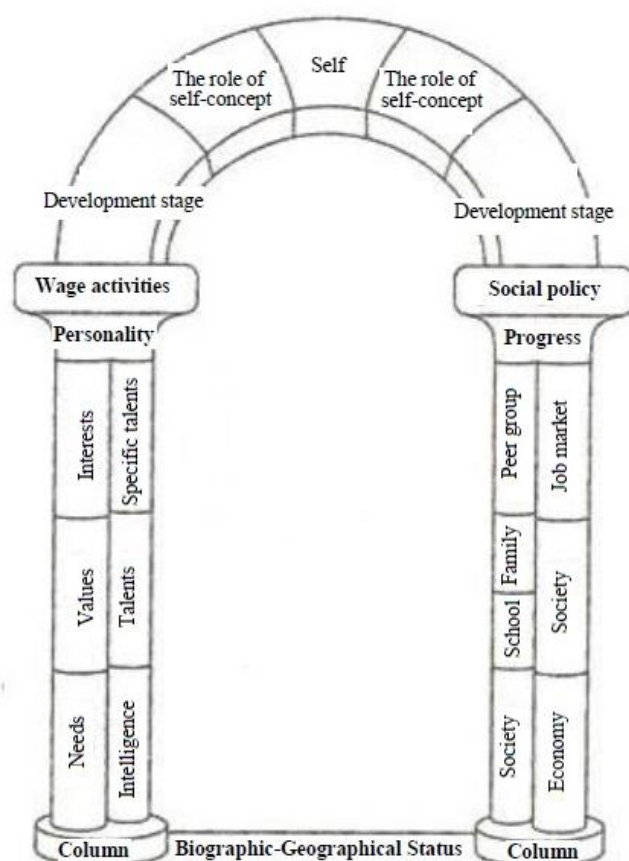 Self
The role of
self-concept
The role of
self-concept
Development stage
Development stage
Wage activities
Social policy
Personality
Progress
Interests
Specific talents
Peer group
Job market
Values
Talents
Family
School
Society
Needs
Intelligence
Society
Economy
Column
Biographic-Geographical Status
Column